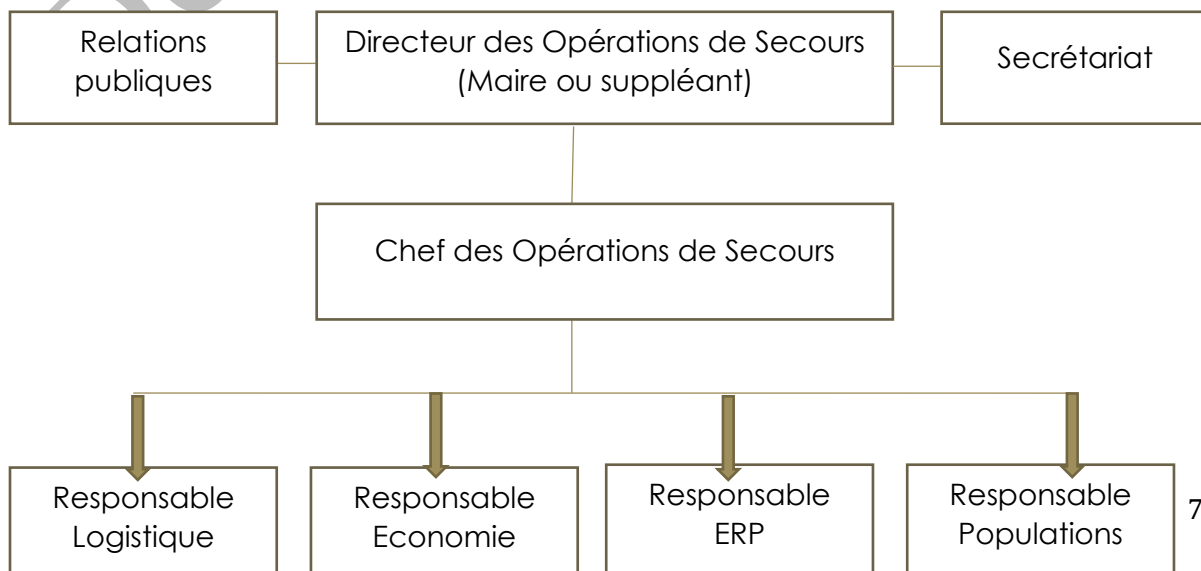 Relations
publiques
Directeur des Opérations de Secours
(Maire ou suppléant)
Secrétariat
Chef des Opérations de Secours
Responsable
Logistique
Responsable
Economie
Responsable
ERP
Responsable
Populations
7